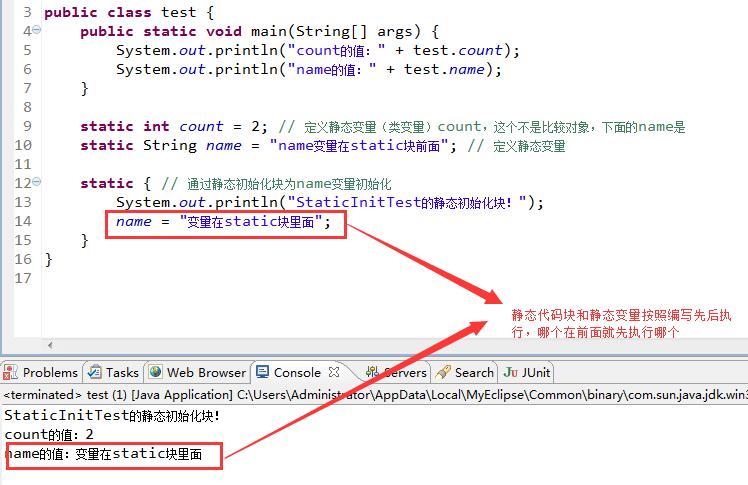 3 public class test {
4 public static void main(String[] args) {
5 System.out.println("count的值：" + test.count);
6 System.out.println("name的值：" + test.name);
7 }
8
9 static int count = 2; // 定义静态变量（类变量）count，这个不是比较对象，下面的name是
10 static String name = "name变量在static块前面"; // 定义静态变量
11
12 static { // 通过静态初始化块为name变量初始化
13 System.out.println("StaticInitTest的静态初始化块！");
14 name = "变量在static块里面";
15 }
16 }
17
静态代码块和静态变量按照编写先后执
行，哪个在前面就先执行哪个
Problems Tasks Web Browser Console Servers Search JUnit
<terminated> test (1) [Java Application] C:\Users\Administrator\AppData\Local\MyEclipse\Common\binary\com.sun.java.jdk.win3
StaticInitTest的静态初始化块！
count的值：2
name的值：变量在static块里面